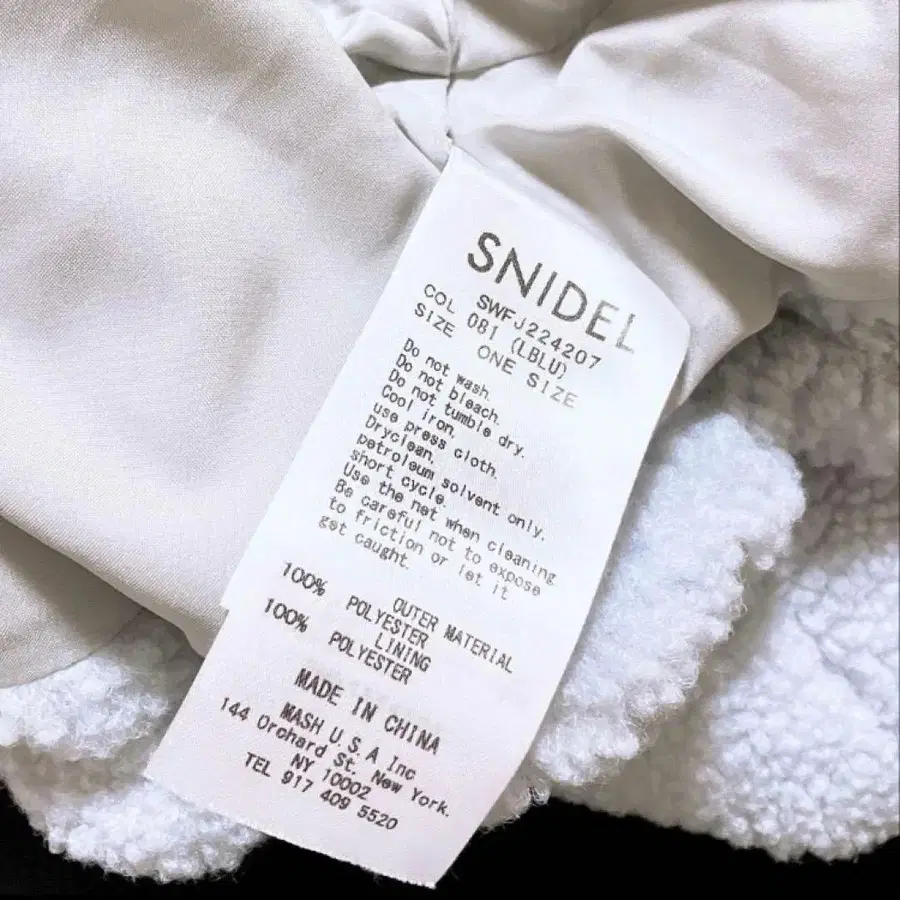 SNIDEL
SWFJ224207
COL 081 (LBLU)
SIZE ONE SIZE
Do not wash.
Do not bleach.
Do not tumble dry.
Cool iron.
use press cloth.
Dryclean.
petroleum solvent only.
short cycle.
Use the net when cleaning
Be careful not to expose
to friction or let it
get caught.
OUTER MATERIAL
100% POLYESTER
LINING
100% POLYESTER
MADE IN CHINA
MASH U.S.A Inc
144 Orchard St. New York.
NY 10002
TEL 917 409 5520